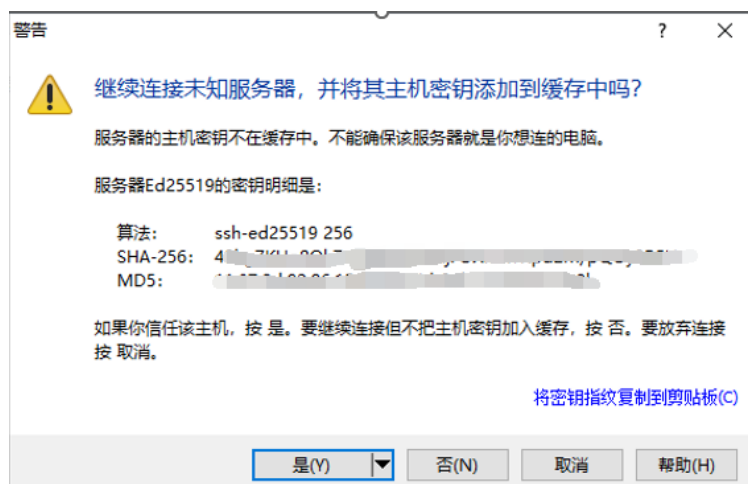 警告
继续连接未知服务器，并将其主机密钥添加到缓存中吗?
服务器的主机密钥不在缓存中。不能确保该服务器就是你想连的电脑。
服务器Ed25519的密钥明细是：
算法： ssh-ed25519 256
SHA-256：
MD5：
如果你信任该主机，按 是。要继续连接但不把主机密钥加入缓存，按 否。要放弃连接
按 取消。
将密钥指纹复制到剪贴板(C)
是(Y) 否(N) 取消 帮助(H)